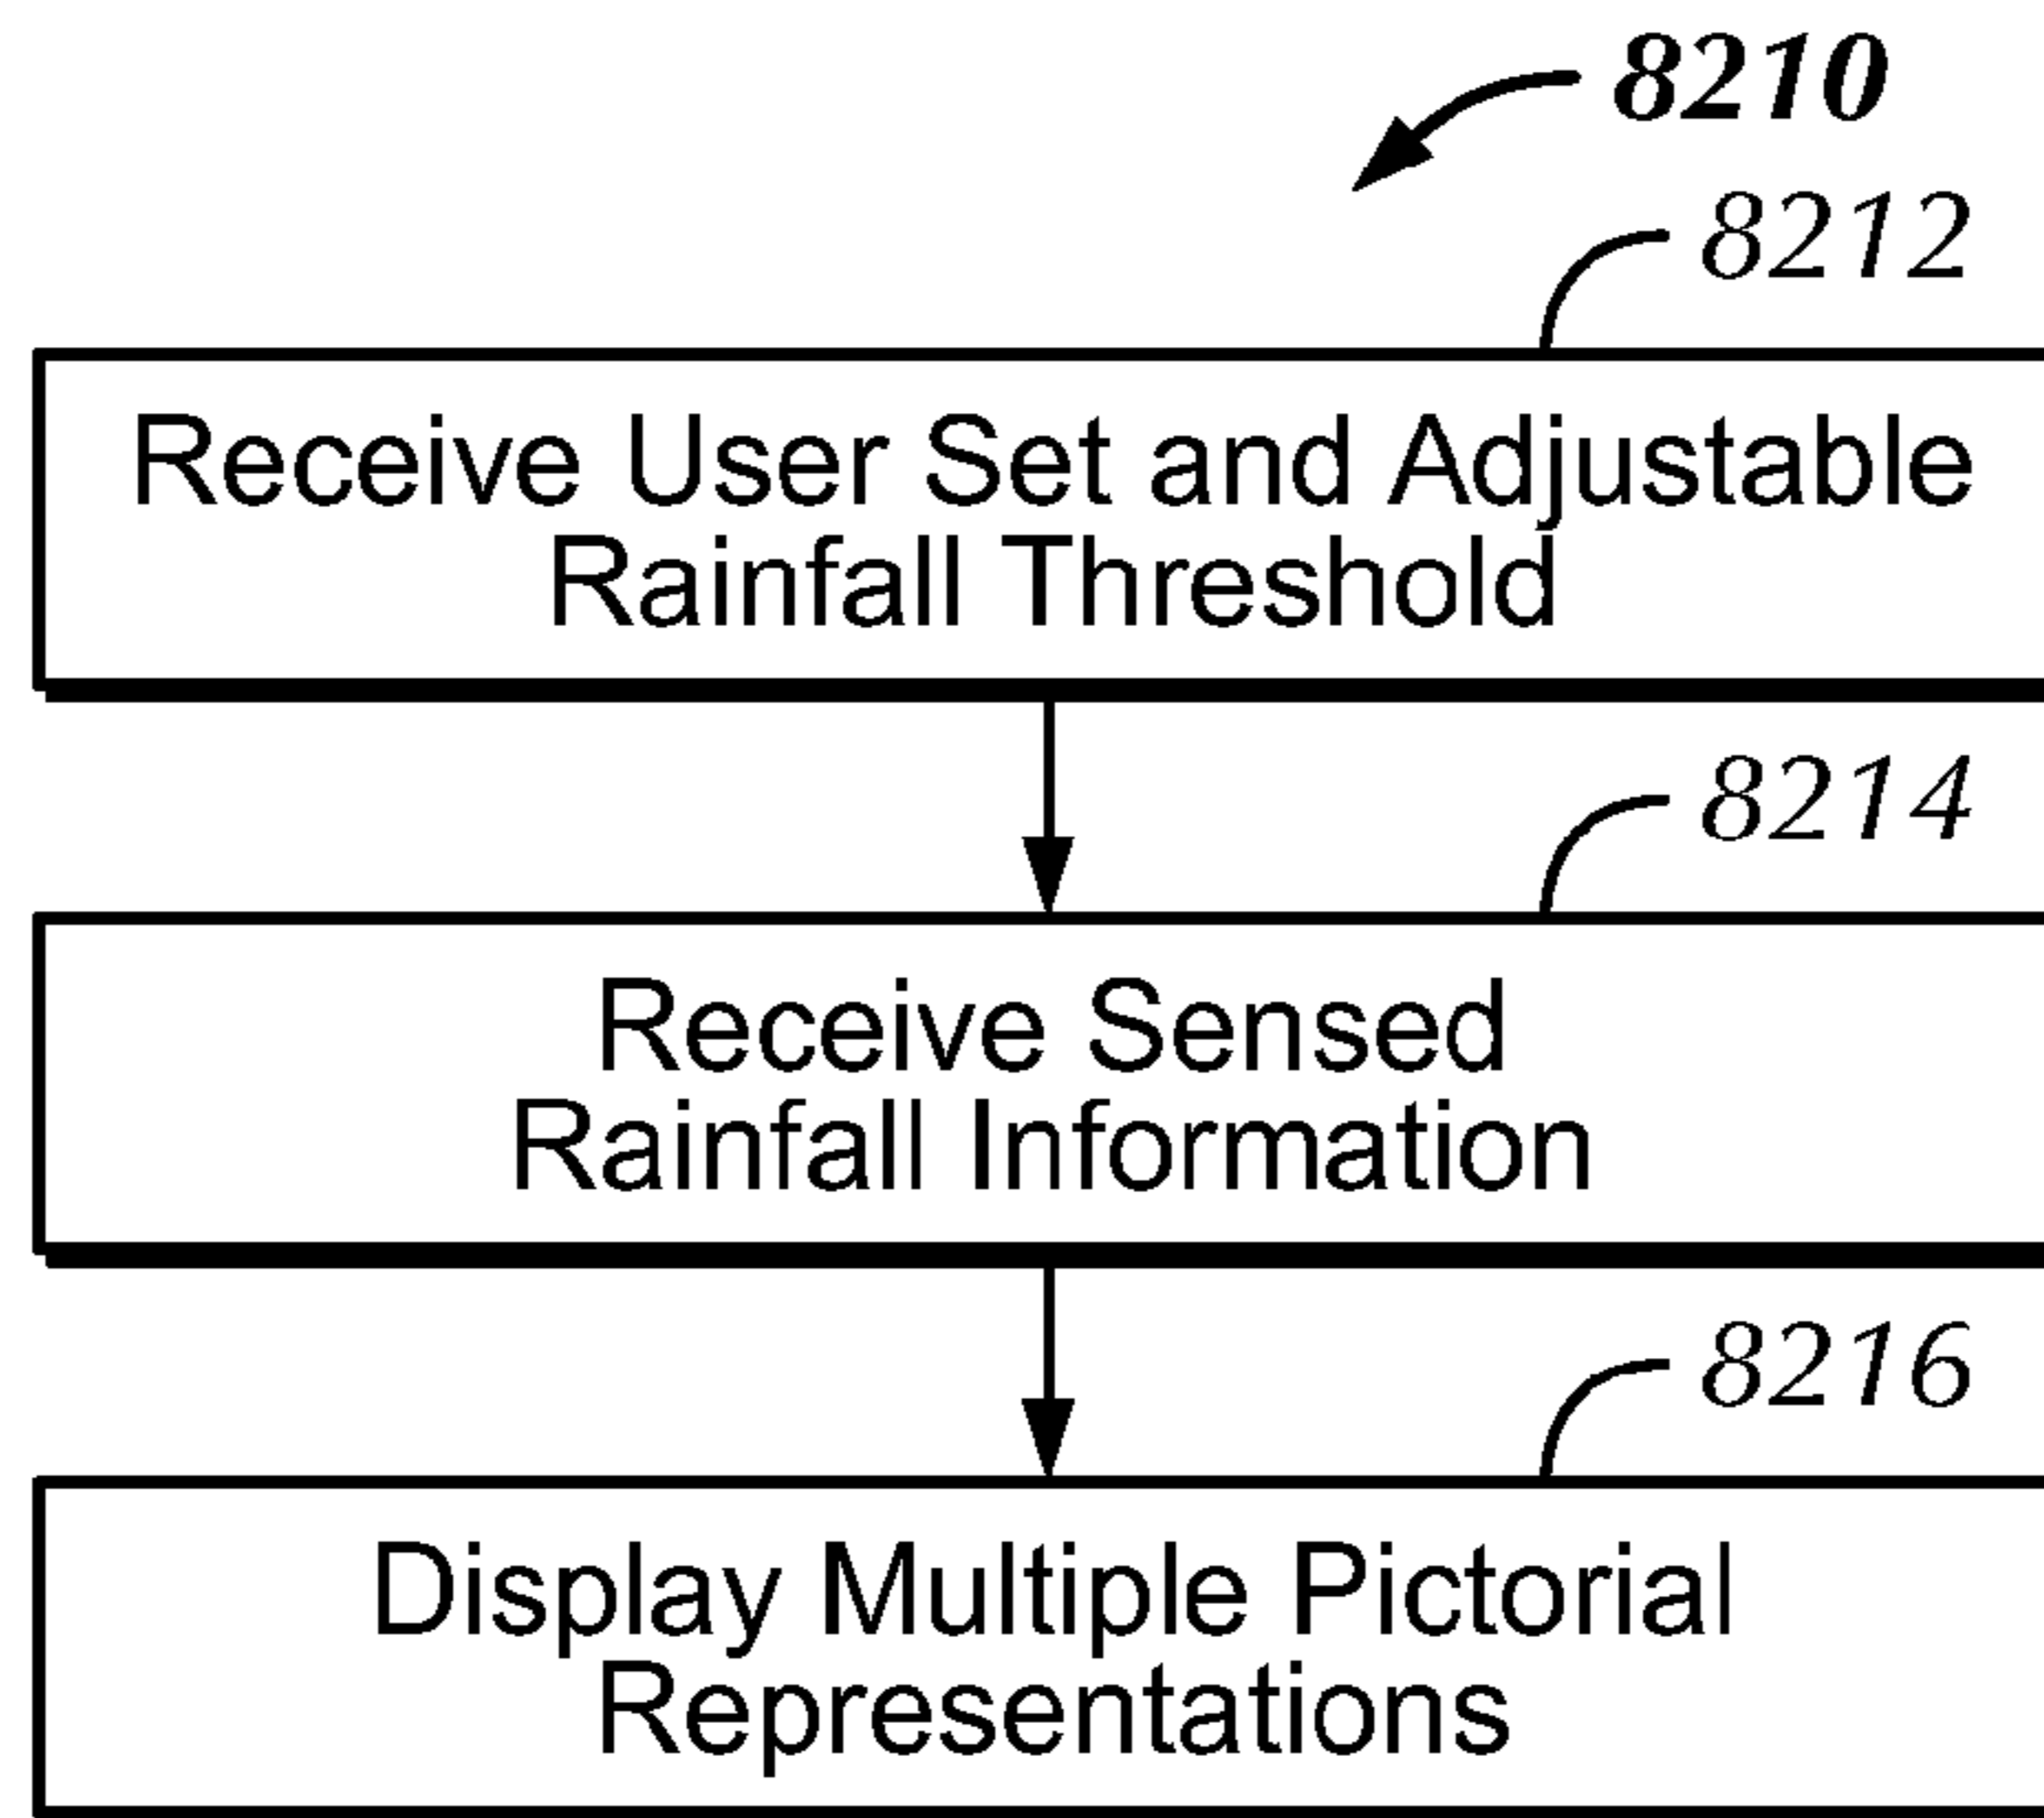 8210
8212
Receive User Set and Adjustable
Rainfall Threshold
8214
Receive Sensed
Rainfall Information
8216
Display Multiple Pictorial
Representations